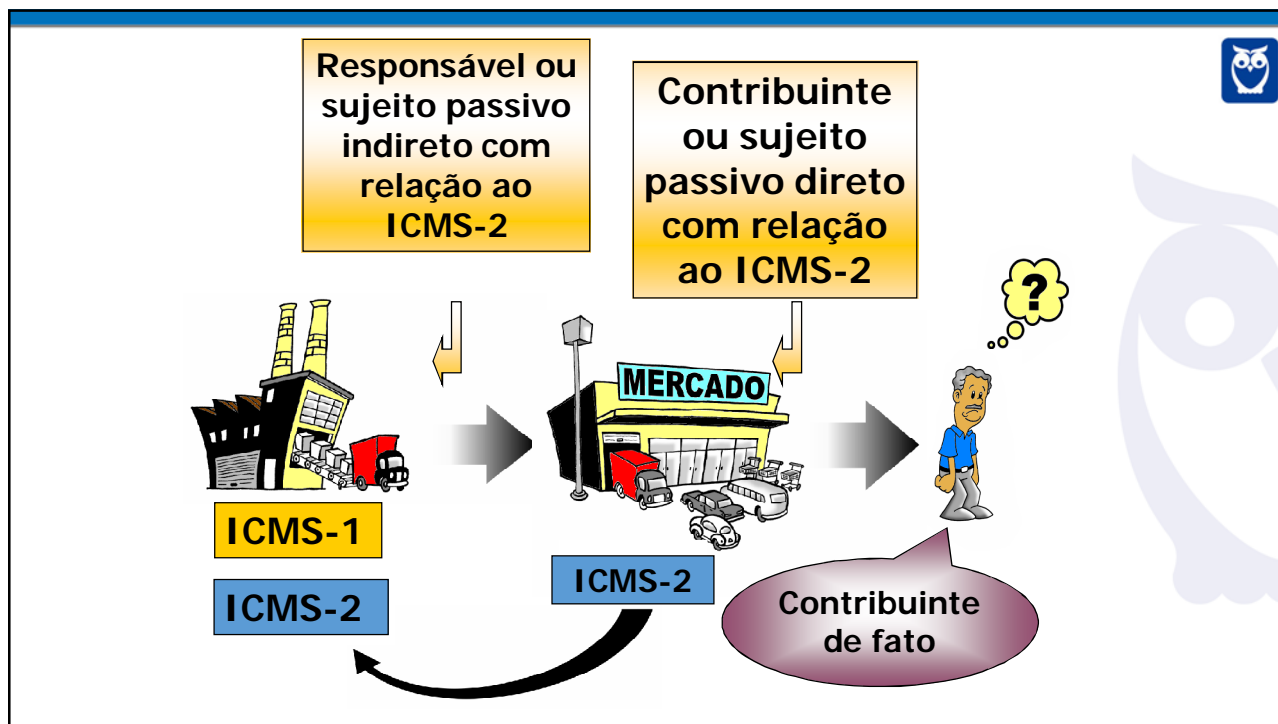 Responsável ou
sujeito passivo
indireto com
relação ao
ICMS-2
Contribuinte
ou sujeito
passivo direto
com relação
ao ICMS-2
?
MERCADO
ICMS-1
ICMS-2
ICMS-2
Contribuinte
de fato